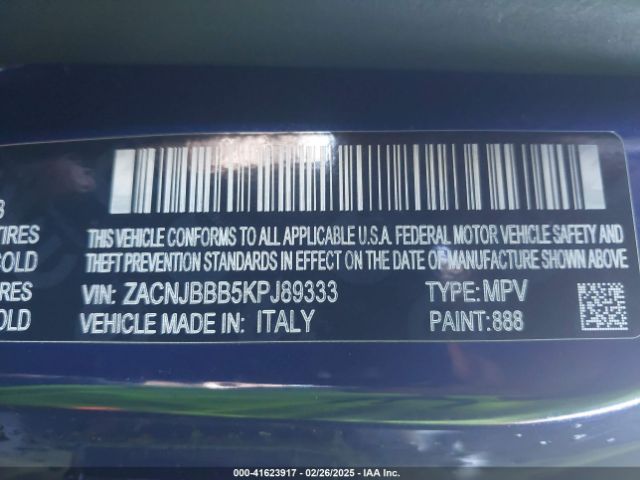 3
TIRES
COLD
RES
OLD
THIS VEHICLE CONFORMS TO ALL APPLICABLE U.S.A. FEDERAL MOTOR VEHICLE SAFETY AND
THEFT PREVENTION STANDARDS IN EFFECT ON THE DATE OF MANUFACTURE SHOWN ABOVE
VIN: ZACNJBBB5KPJ89333 TYPE: MPV
VEHICLE MADE IN: ITALY PAINT: 888
000-41623917 - 02/26/2025 - IAA Inc.